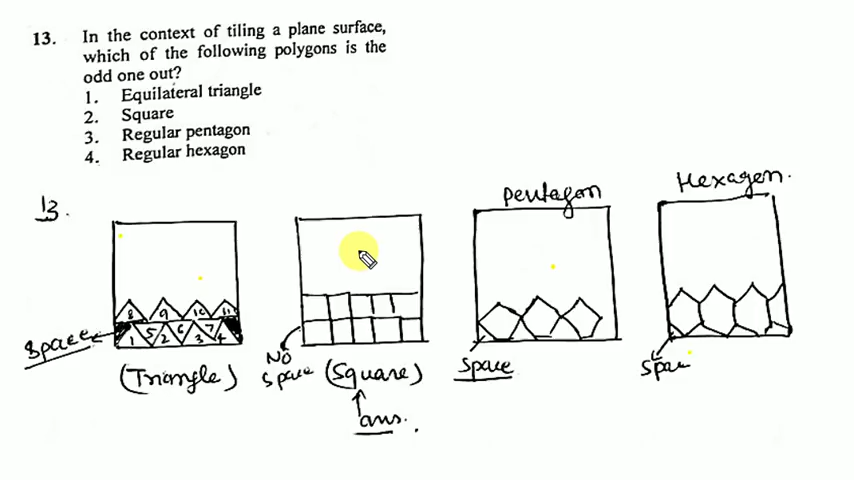 13. In the context of tiling a plane surface,
which of the following polygons is the
odd one out?
1. Equilateral triangle
2. Square
3. Regular pentagon
4. Regular hexagon
13.
Pentagon
Hexagen.
8 9 10 11
1 5 2 6 3 7 4
Space
(Triangle)
NO
Space
(Square)
ans.
Space
Spac